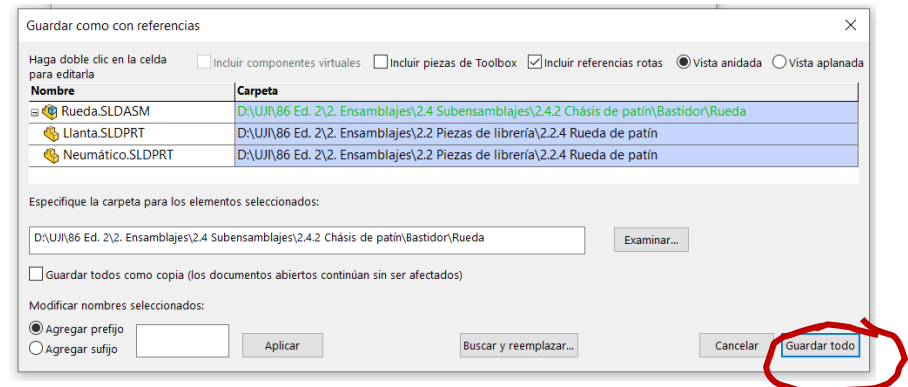 Guardar como con referencias
Haga doble clic en la celda para editarla
Incluir componentes virtuales Incluir piezas de Toolbox Incluir referencias rotas Vista anidada Vista aplanada
Nombre Carpeta
Rueda.SLDASM D:\UJI\86 Ed. 2\2. Ensamblajes\2.4 Subensamblajes\2.4.2 Chásis de patín\Bastidor\Rueda
Llanta.SLDPRT D:\UJI\86 Ed. 2\2. Ensamblajes\2.2 Piezas de librería\2.2.4 Rueda de patín
Neumático.SLDPRT D:\UJI\86 Ed. 2\2. Ensamblajes\2.2 Piezas de librería\2.2.4 Rueda de patín
Especifique la carpeta para los elementos seleccionados:
D:\UJI\86 Ed. 2\2. Ensamblajes\2.4 Subensamblajes\2.4.2 Chásis de patín\Bastidor\Rueda Examinar...
Guardar todos como copia (los documentos abiertos continúan sin ser afectados)
Modificar nombres seleccionados:
Agregar prefijo
Agregar sufijo
Aplicar Buscar y reemplazar... Cancelar Guardar todo